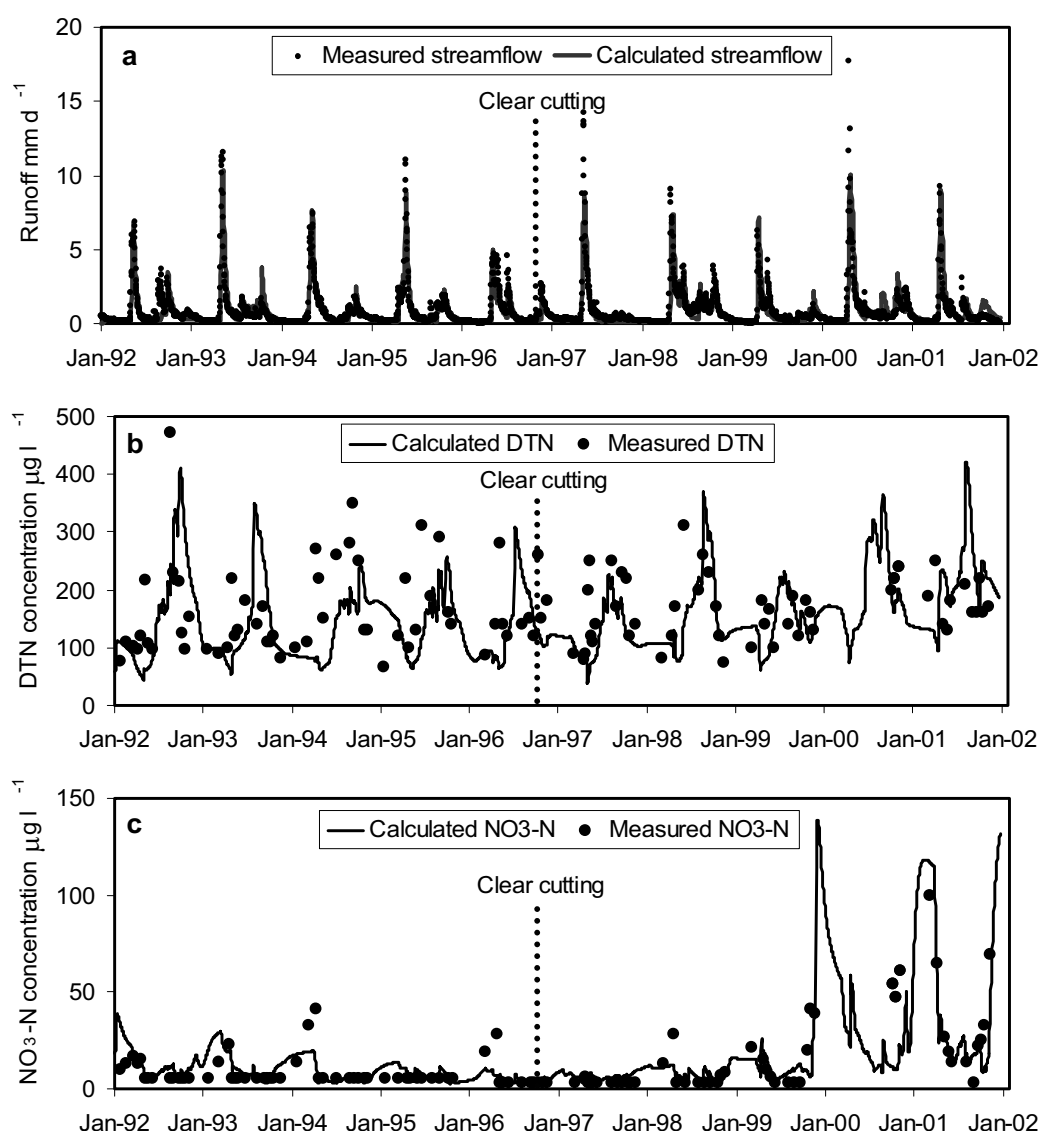 20
a
Measured streamflow Calculated streamflow
Clear cutting
15
10
5
0
Runoff mm d -1
Jan-92 Jan-93 Jan-94 Jan-95 Jan-96 Jan-97 Jan-98 Jan-99 Jan-00 Jan-01 Jan-02
500
b
Calculated DTN Measured DTN
Clear cutting
400
300
200
100
0
DTN concentration µg l -1
Jan-92 Jan-93 Jan-94 Jan-95 Jan-96 Jan-97 Jan-98 Jan-99 Jan-00 Jan-01 Jan-02
150
c
Calculated NO3-N Measured NO3-N
Clear cutting
100
50
0
NO3-N concentration µg l -1
Jan-92 Jan-93 Jan-94 Jan-95 Jan-96 Jan-97 Jan-98 Jan-99 Jan-00 Jan-01 Jan-02